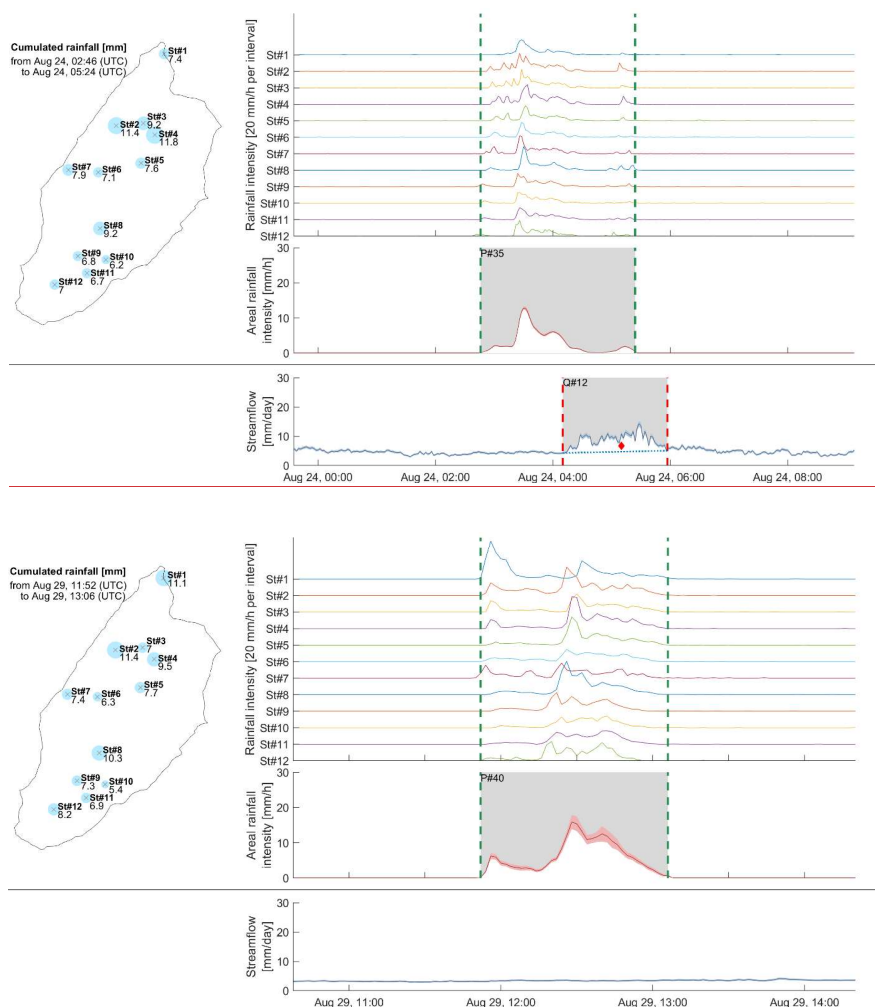 Cumulated rainfall [mm]
from Aug 24, 02:46 (UTC)
to Aug 24, 05:24 (UTC)
St#1
7.4
St#2
11.4
St#3
9.2
St#4
11.8
St#5
7.6
St#7
7.9
St#6
7.1
St#8
9.2
St#9
6.8
St#10
6.2
St#11
6.7
St#12
7
Rainfall intensity [20 mm/h per interval]
St#1
St#2
St#3
St#4
St#5
St#6
St#7
St#8
St#9
St#10
St#11
St#12
Areal rainfall
intensity [mm/h]
30
20
10
0
P#35
Streamflow
[mm/day]
30
20
10
0
Q#12
Aug 24, 00:00
Aug 24, 02:00
Aug 24, 04:00
Aug 24, 06:00
Aug 24, 08:00
Cumulated rainfall [mm]
from Aug 29, 11:52 (UTC)
to Aug 29, 13:06 (UTC)
St#1
11.1
St#2
11.4
St#3
7
St#4
9.5
St#5
7.7
St#7
7.4
St#6
6.3
St#8
10.3
St#9
7.3
St#10
5.4
St#11
6.9
St#12
8.2
Rainfall intensity [20 mm/h per interval]
St#1
St#2
St#3
St#4
St#5
St#6
St#7
St#8
St#9
St#10
St#11
St#12
Areal rainfall
intensity [mm/h]
30
20
10
0
P#40
Streamflow
[mm/day]
30
20
10
0
Aug 29, 11:00
Aug 29, 12:00
Aug 29, 13:00
Aug 29, 14:00